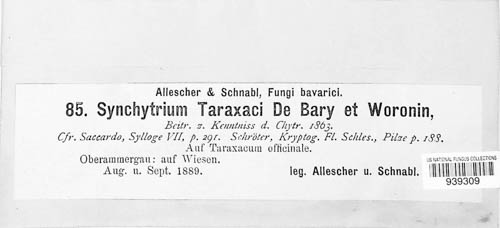 Allescher & Schnabl, Fungi bavarici.
85. Synchytrium Taraxaci De Bary et Woronin,
Beitr. z. Kenntniss d. Chytr. 1863.
Cfr. Saccardo, Sylloge VII, p. 291. Schröter, Kryptog. Fl. Schles., Pilze p. 188.
Auf Taraxacum officinale.
Oberammergau: auf Wiesen.
Aug. u. Sept. 1889.
leg. Allescher u. Schnabl.
US NATIONAL FUNGUS COLLECTIONS
939309